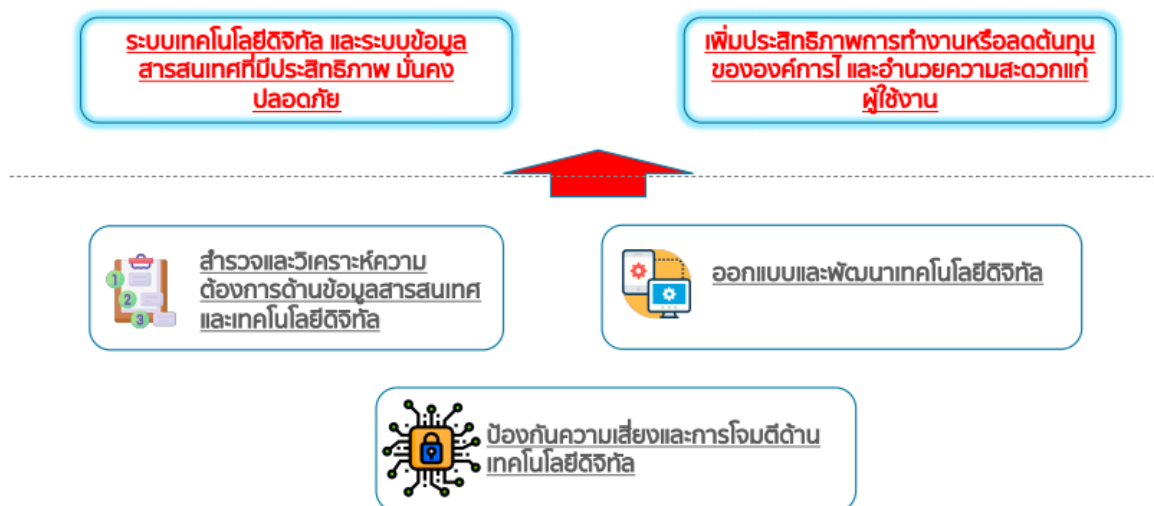 ระบบเทคโนโลยีดิจิทัล และระบบข้อมูล
สารสนเทศที่มีประสิทธิภาพ มั่นคง
ปลอดภัย
เพิ่มประสิทธิภาพการทำงานหรือลดต้นทุน
ขององค์การไ และอำนวยความสะดวกแก่
ผู้ใช้งาน
1
2
3
สำรวจและวิเคราะห์ความ
ต้องการด้านข้อมูลสารสนเทศ
และเทคโนโลยีดิจิทัล
ออกแบบและพัฒนาเทคโนโลยีดิจิทัล
ป้องกันความเสี่ยงและการโจมตีด้าน
เทคโนโลยีดิจิทัล